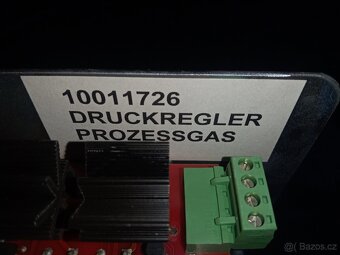 10011726
DRUCKREGLER
PROZESSGAS
Bazos.cz